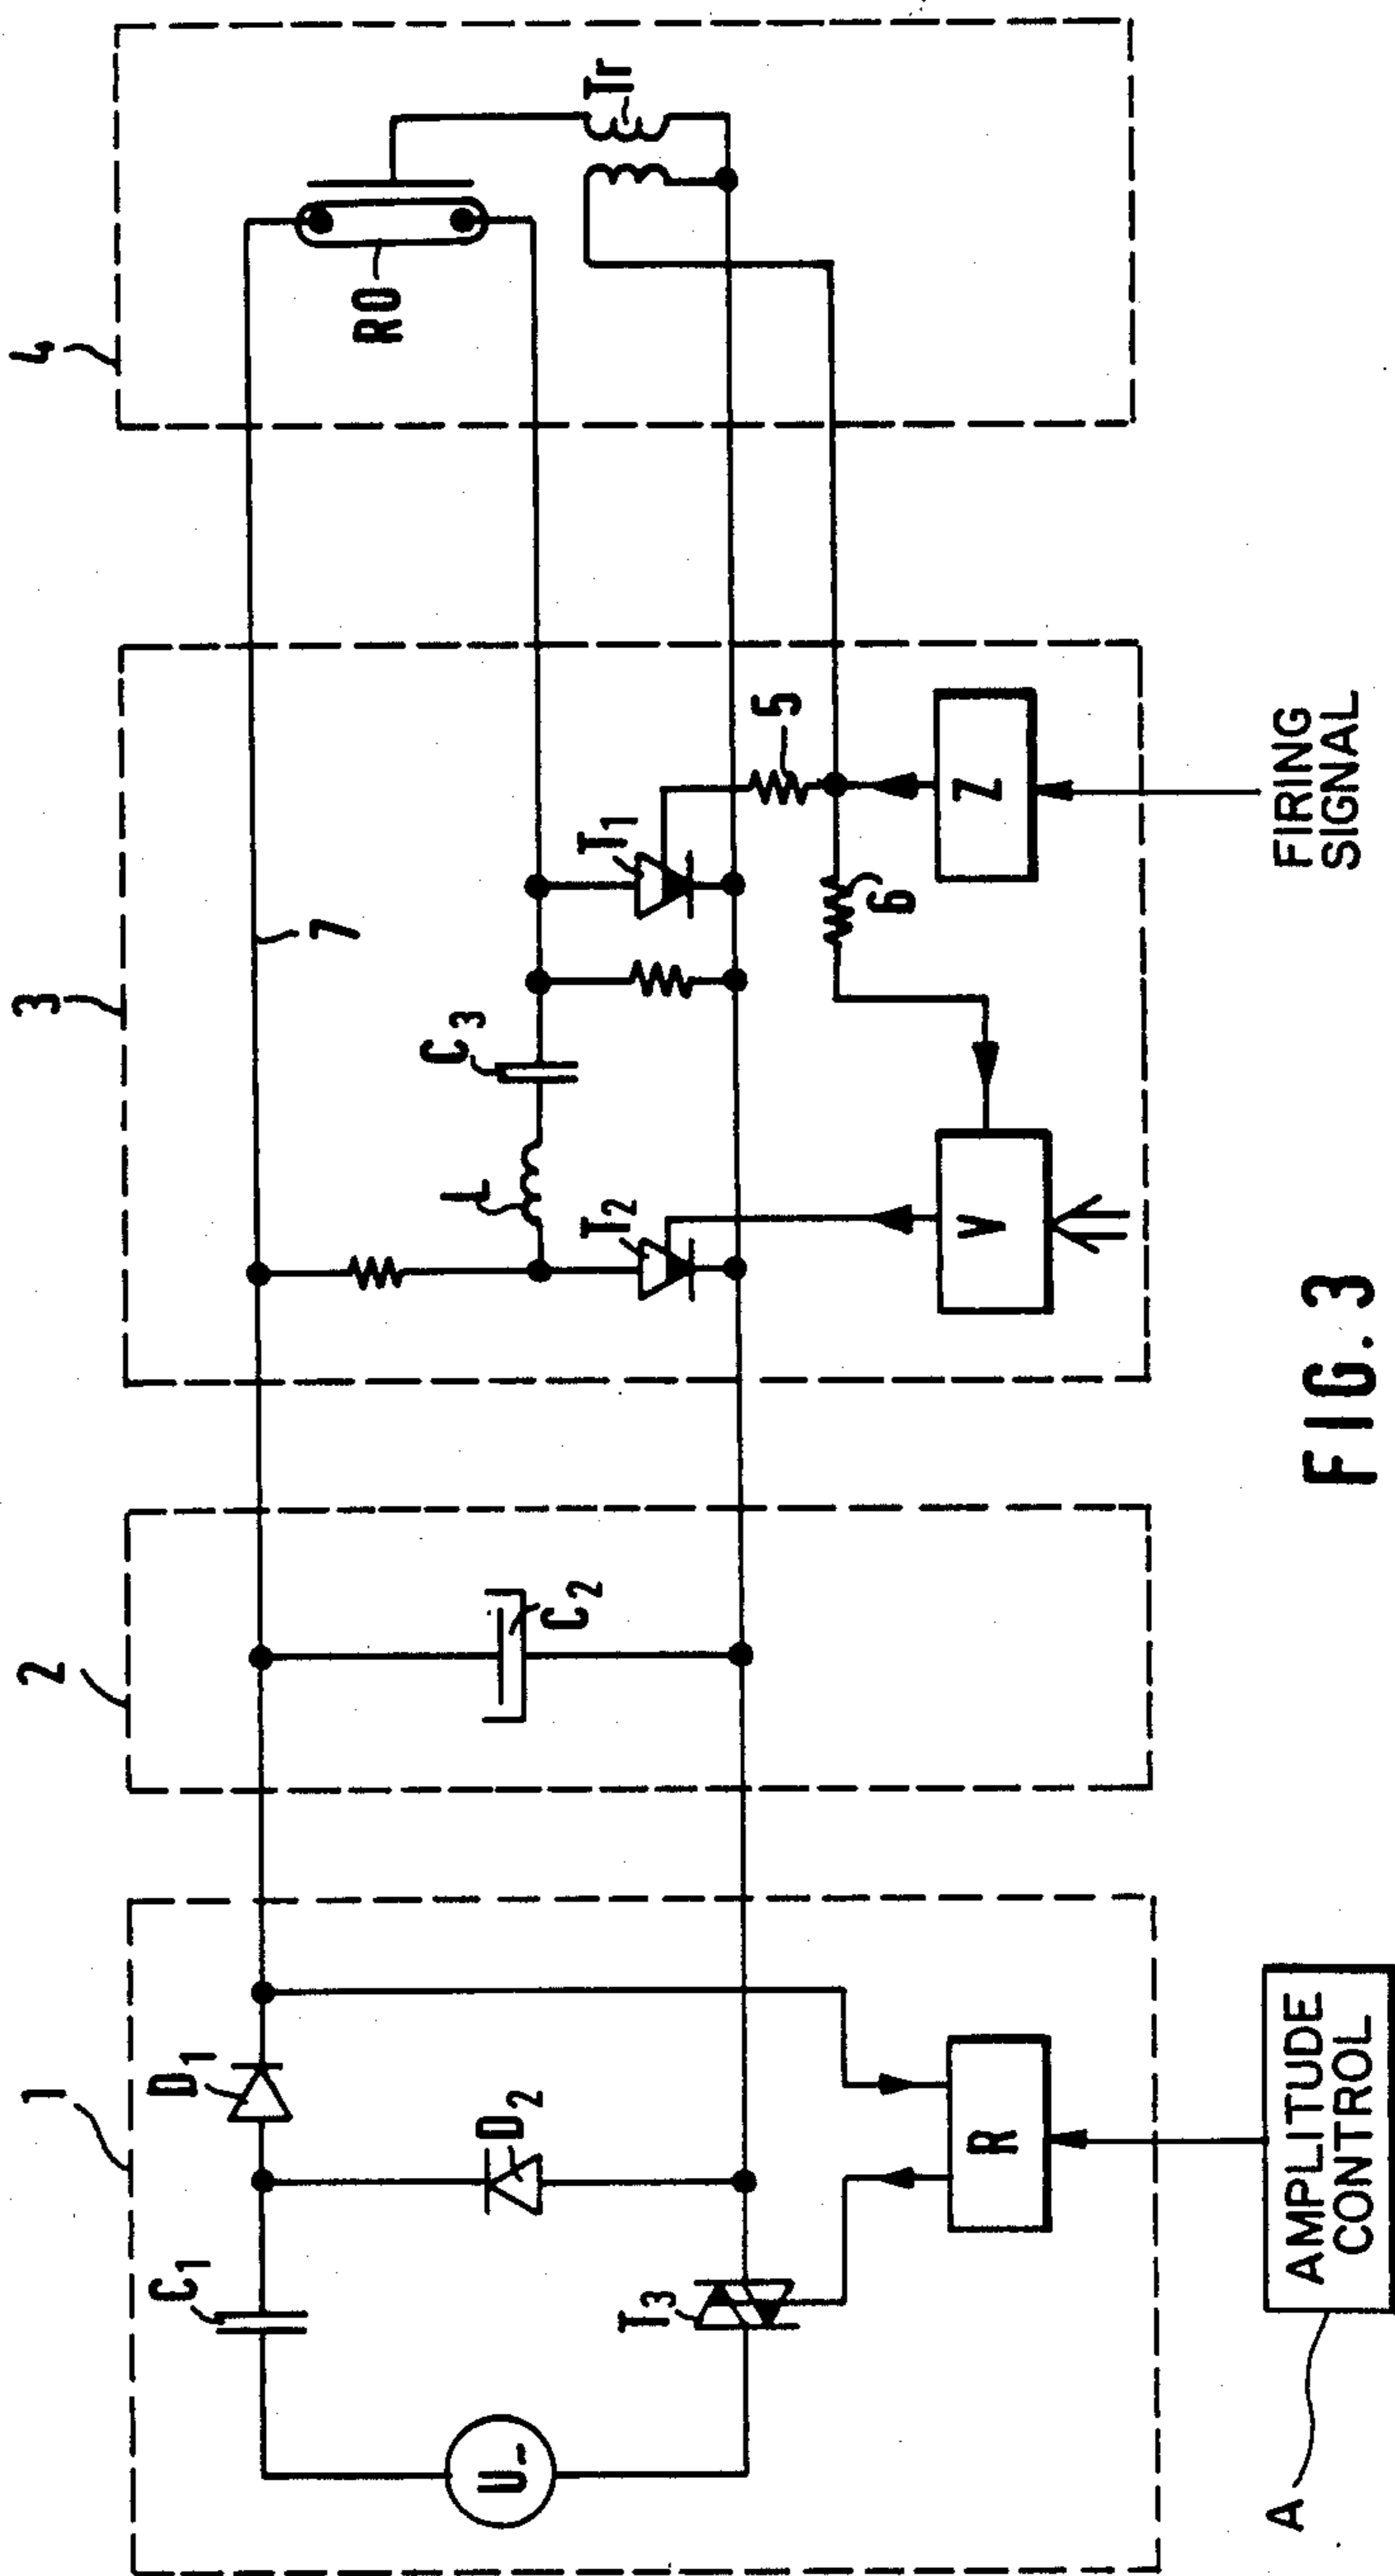 1
2
3
4
C1
D1
D2
U~
T3
R
C2
7
L
C3
T2
T1
5
6
V
Z
RO
Tr
AMPLITUDE
CONTROL
A
FIRING
SIGNAL
FIG. 3